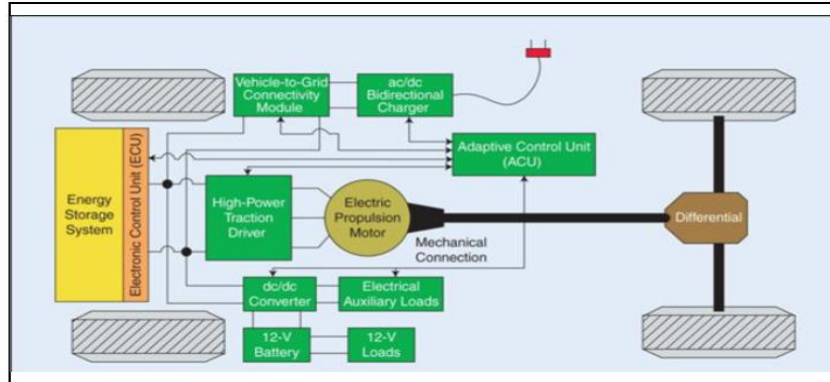 Vehicle-to-Grid
Connectivity
Module
ac/dc
Bidirectional
Charger
Adaptive Control Unit
(ACU)
Energy
Storage
System
Electronic Control Unit (ECU)
High-Power
Traction
Driver
Electric
Propulsion
Motor
Mechanical
Connection
Differential
dc/dc
Converter
Electrical
Auxiliary Loads
12-V
Battery
12-V
Loads